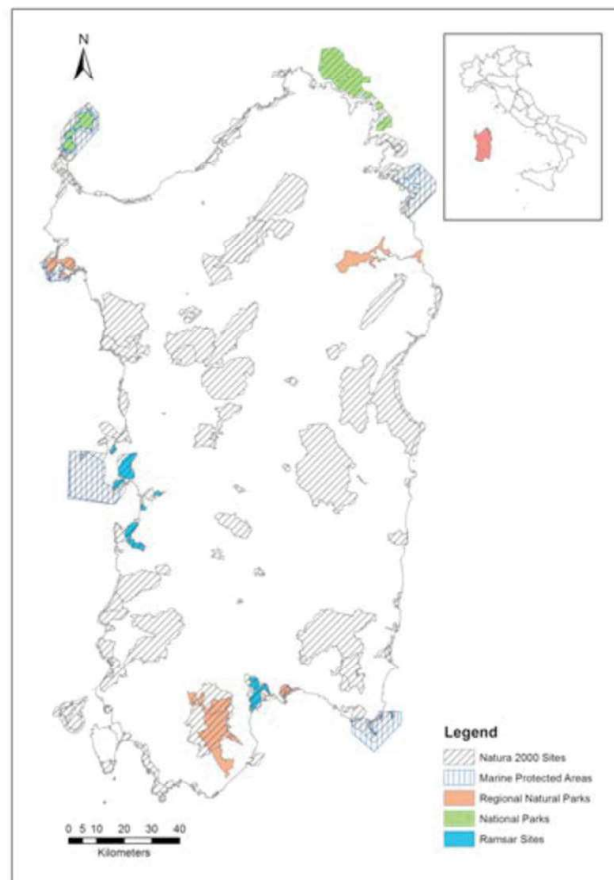 N
Legend
Natura 2000 Sites
Marine Protected Areas
Regional Natural Parks
National Parks
Ramsar Sites
0 5 10 20 30 40
Kilometers